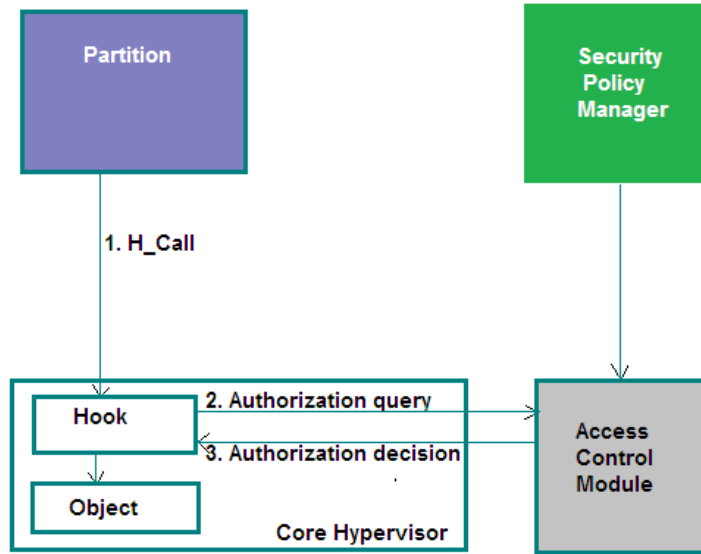 Partition
Security
Policy
Manager
1. H_Call
Hook
2. Authorization query
3. Authorization decision
Object
Core Hypervisor
Access
Control
Module